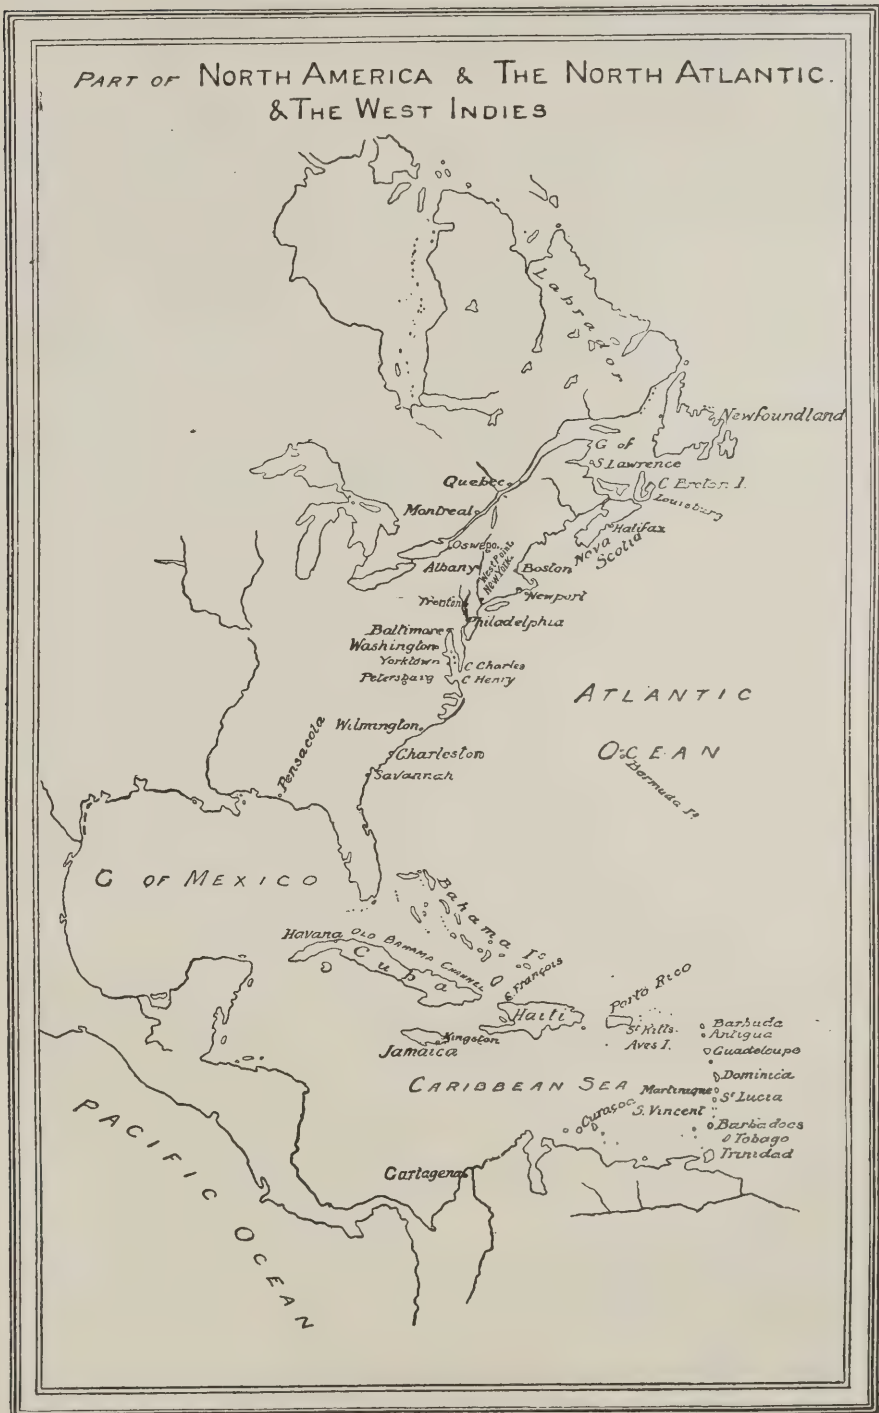 PART OF NORTH AMERICA & THE NORTH ATLANTIC.
& THE WEST INDIES
Labrador
Newfoundland
G of
S Lawrence
Quebec
C Breton I.
Louisburg
Montreal
Halifax
Nova
Scotia
Oswego
West Point
New York
Albany
Boston
Trenton
Newport
Philadelphia
Baltimore
Washington
Yorktown
C Charles
Petersburg
C Henry
ATLANTIC
OCEAN
Bermuda Is
Wilmington
Pensacola
Charleston
Savannah
G OF MEXICO
Bahama Is
Havana
OLD BAHAMA CHANNEL
Cuba
C. François
Porto Rico
Haiti
St Kitts
Aves I.
Barbuda
Antigua
Kingston
Jamaica
Guadeloupe
CARIBBEAN SEA
Dominica
Martinique
St Lucia
Curaçoc
S. Vincent
Barbadoes
Tobago
Trinidad
Cartagena
PACIFIC OCEAN